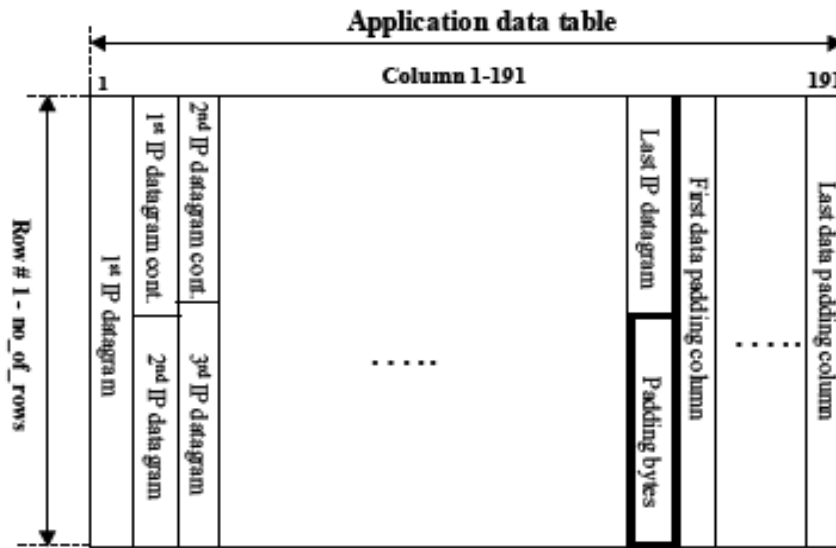 Application data table
1
Column 1-191
191
Row # 1 - no_of_rows
1st IP datagram
1st IP datagram cont.
2nd IP datagram
2nd IP datagram cont.
3rd IP datagram
.....
Last IP datagram
Padding bytes
First data padding column
.....
Last data padding column